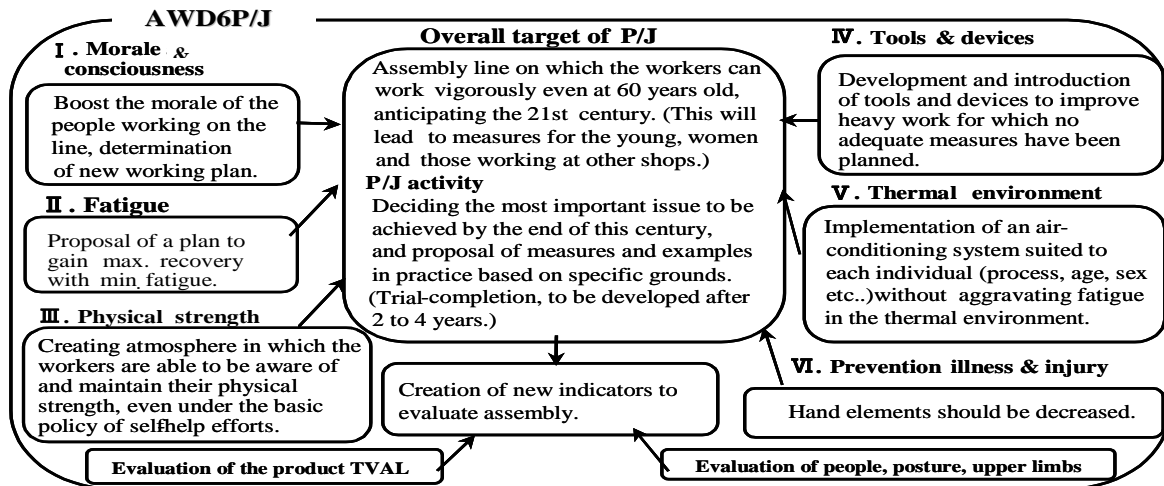 AWD6P/J
Ⅰ. Morale &
consciousness
Boost the morale of the
people working on the
line, determination
of new working plan.
Ⅱ. Fatigue
Proposal of a plan to
gain max. recovery
with min. fatigue.
Ⅲ. Physical strength
Creating atmosphere in which the
workers are able to be aware of
and maintain their physical
strength, even under the basic
policy of selfhelp efforts.
Overall target of P/J
Assembly line on which the workers can
work vigorously even at 60 years old,
anticipating the 21st century. (This will
lead to measures for the young, women
and those working at other shops.)
P/J activity
Deciding the most important issue to be
achieved by the end of this century,
and proposal of measures and examples
in practice based on specific grounds.
(Trial-completion, to be developed after
2 to 4 years.)
Creation of new indicators to
evaluate assembly.
Ⅳ. Tools & devices
Development and introduction
of tools and devices to improve
heavy work for which no
adequate measures have been
planned.
Ⅴ. Thermal environment
Implementation of an air-
conditioning system suited to
each individual (process, age, sex
etc..)without aggravating fatigue
in the thermal environment.
Ⅵ. Prevention illness & injury
Hand elements should be decreased.
Evaluation of the product TVAL
Evaluation of people, posture, upper limbs